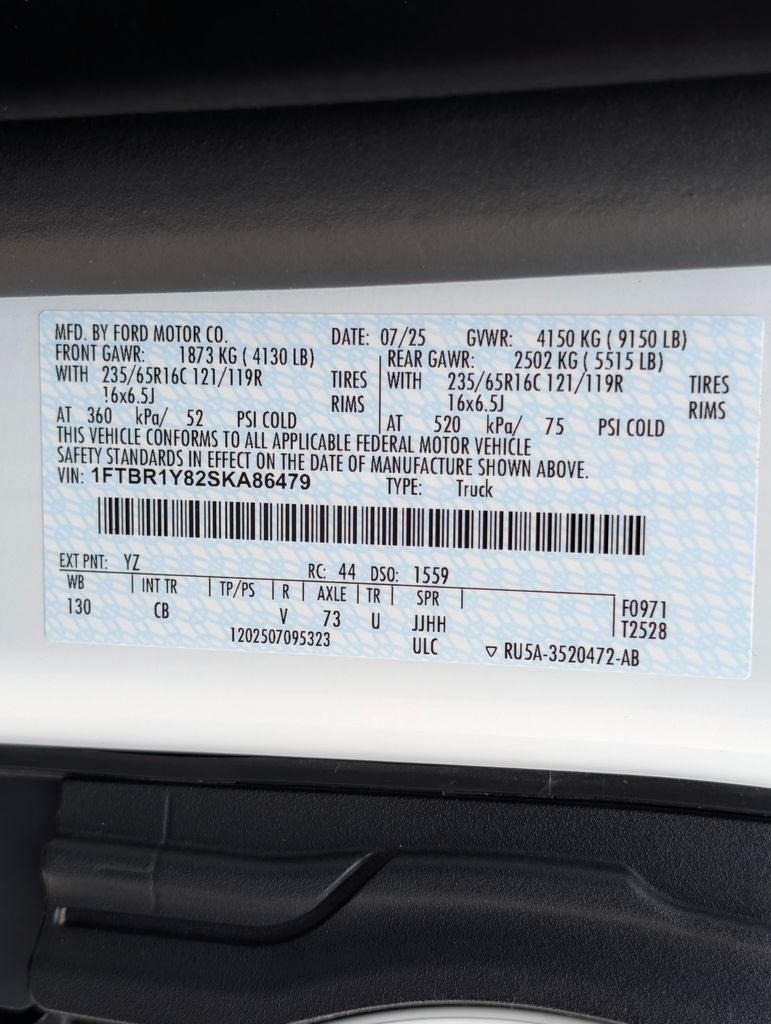 MFD. BY FORD MOTOR CO. DATE: 07/25 GVWR: 4150 KG ( 9150 LB)
FRONT GAWR: 1873 KG ( 4130 LB) REAR GAWR: 2502 KG ( 5515 LB)
WITH 235/65R16C 121/119R TIRES WITH 235/65R16C 121/119R TIRES
16x6.5J RIMS 16x6.5J RIMS
AT 360 kPa/ 52 PSI COLD AT 520 kPa/ 75 PSI COLD
THIS VEHICLE CONFORMS TO ALL APPLICABLE FEDERAL MOTOR VEHICLE
SAFETY STANDARDS IN EFFECT ON THE DATE OF MANUFACTURE SHOWN ABOVE.
VIN: 1FTBR1Y82SKA86479 TYPE: Truck
EXT PNT: YZ RC: 44 DSO: 1559
WB INT TR TP/PS R AXLE TR SPR F0971
130 CB V 73 U JJHH T2528
1202507095323 ULC ▽ RU5A-3520472-AB